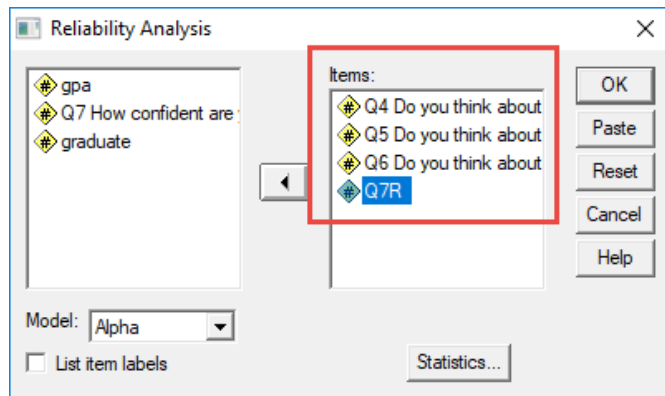 Reliability Analysis
gpa
Q7 How confident are
graduate
Items:
Q4 Do you think about
Q5 Do you think about
Q6 Do you think about
Q7R
OK
Paste
Reset
Cancel
Help
Model: Alpha
List item labels
Statistics...